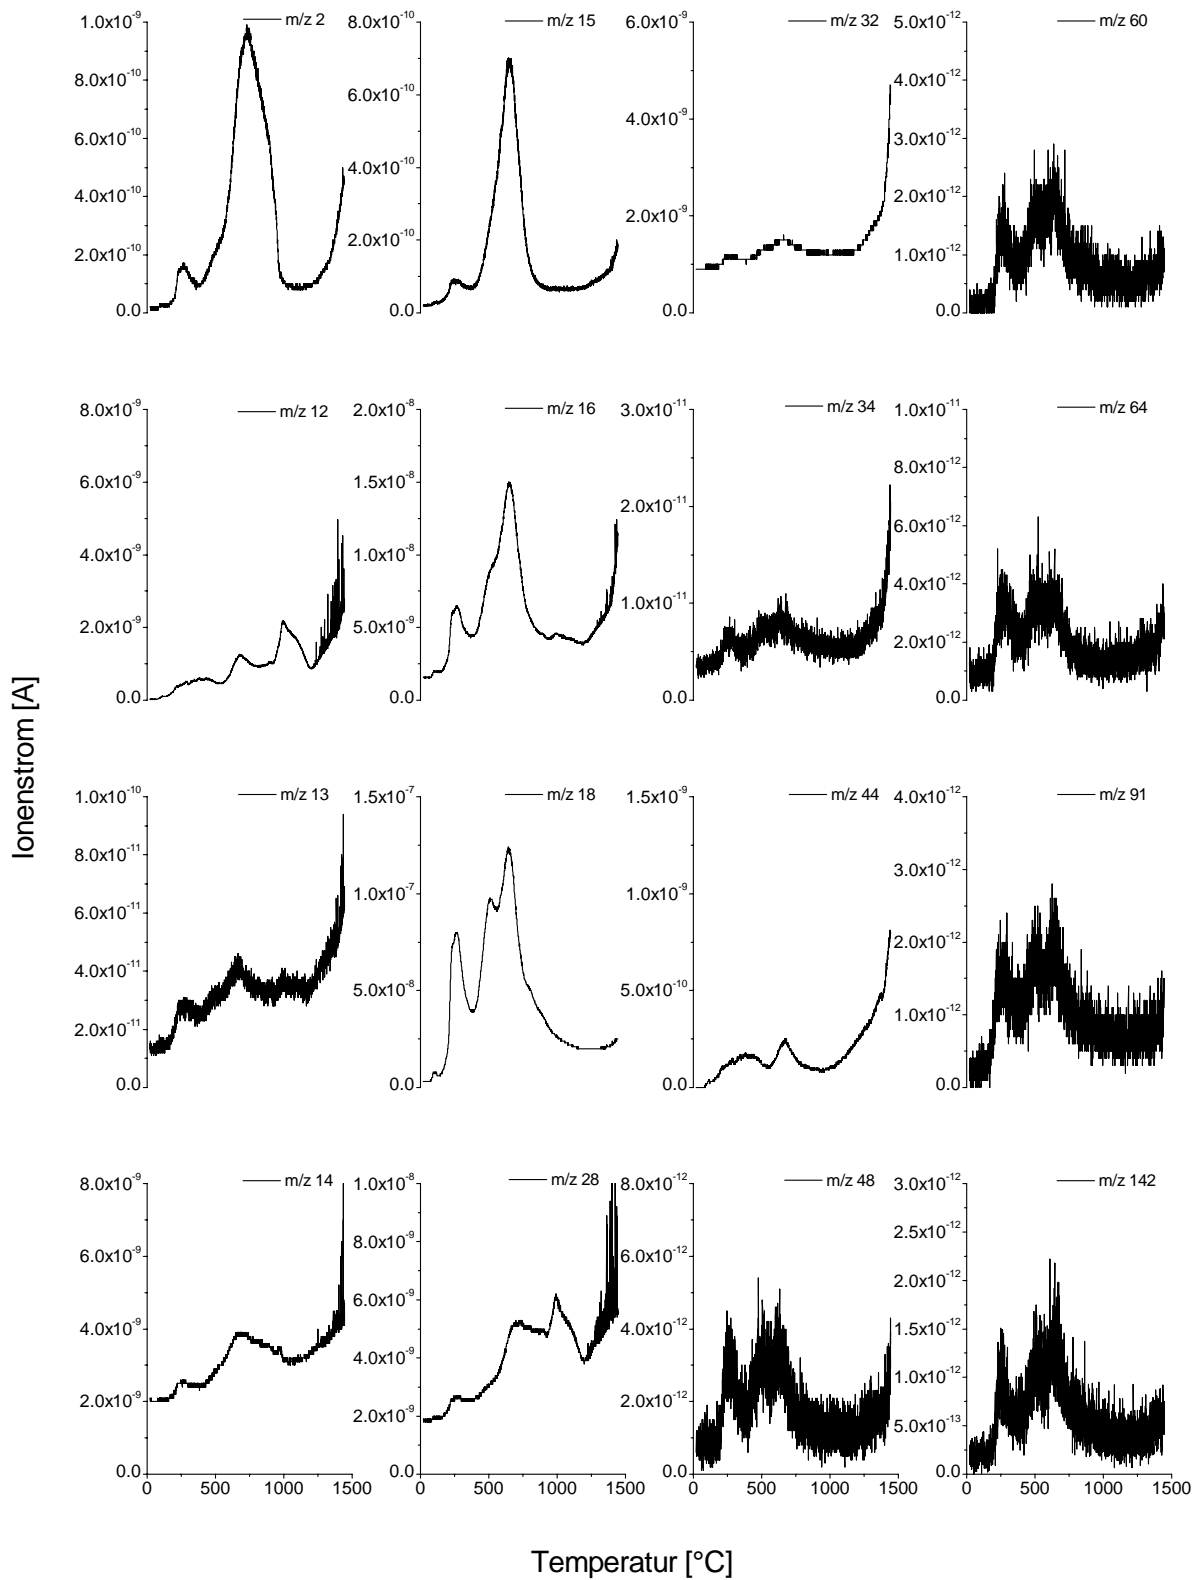 Ionenstrom [A]
m/z 2
1.0x10⁻⁹
8.0x10⁻¹⁰
6.0x10⁻¹⁰
4.0x10⁻¹⁰
2.0x10⁻¹⁰
0.0
m/z 15
8.0x10⁻¹⁰
6.0x10⁻¹⁰
4.0x10⁻¹⁰
2.0x10⁻¹⁰
0.0
m/z 32
6.0x10⁻⁹
4.0x10⁻⁹
2.0x10⁻⁹
0.0
m/z 60
5.0x10⁻¹²
4.0x10⁻¹²
3.0x10⁻¹²
2.0x10⁻¹²
1.0x10⁻¹²
0.0
m/z 12
8.0x10⁻⁹
6.0x10⁻⁹
4.0x10⁻⁹
2.0x10⁻⁹
0.0
m/z 16
2.0x10⁻⁸
1.5x10⁻⁸
1.0x10⁻⁸
5.0x10⁻⁹
0.0
m/z 34
3.0x10⁻¹¹
2.0x10⁻¹¹
1.0x10⁻¹¹
0.0
m/z 64
1.0x10⁻¹¹
8.0x10⁻¹²
6.0x10⁻¹²
4.0x10⁻¹²
2.0x10⁻¹²
0.0
m/z 13
1.0x10⁻¹⁰
8.0x10⁻¹¹
6.0x10⁻¹¹
4.0x10⁻¹¹
2.0x10⁻¹¹
0.0
m/z 18
1.5x10⁻⁷
1.0x10⁻⁷
5.0x10⁻⁸
0.0
m/z 44
1.5x10⁻⁹
1.0x10⁻⁹
5.0x10⁻¹⁰
0.0
m/z 91
4.0x10⁻¹²
3.0x10⁻¹²
2.0x10⁻¹²
1.0x10⁻¹²
0.0
m/z 14
8.0x10⁻⁹
6.0x10⁻⁹
4.0x10⁻⁹
2.0x10⁻⁹
0.0
0 500 1000 1500
m/z 28
1.0x10⁻⁸
8.0x10⁻⁹
6.0x10⁻⁹
4.0x10⁻⁹
2.0x10⁻⁹
0.0
0 500 1000 1500
m/z 48
8.0x10⁻¹²
6.0x10⁻¹²
4.0x10⁻¹²
2.0x10⁻¹²
0.0
0 500 1000 1500
m/z 142
3.0x10⁻¹²
2.5x10⁻¹²
2.0x10⁻¹²
1.5x10⁻¹²
1.0x10⁻¹²
5.0x10⁻¹³
0.0
0 500 1000 1500
Temperatur [°C]